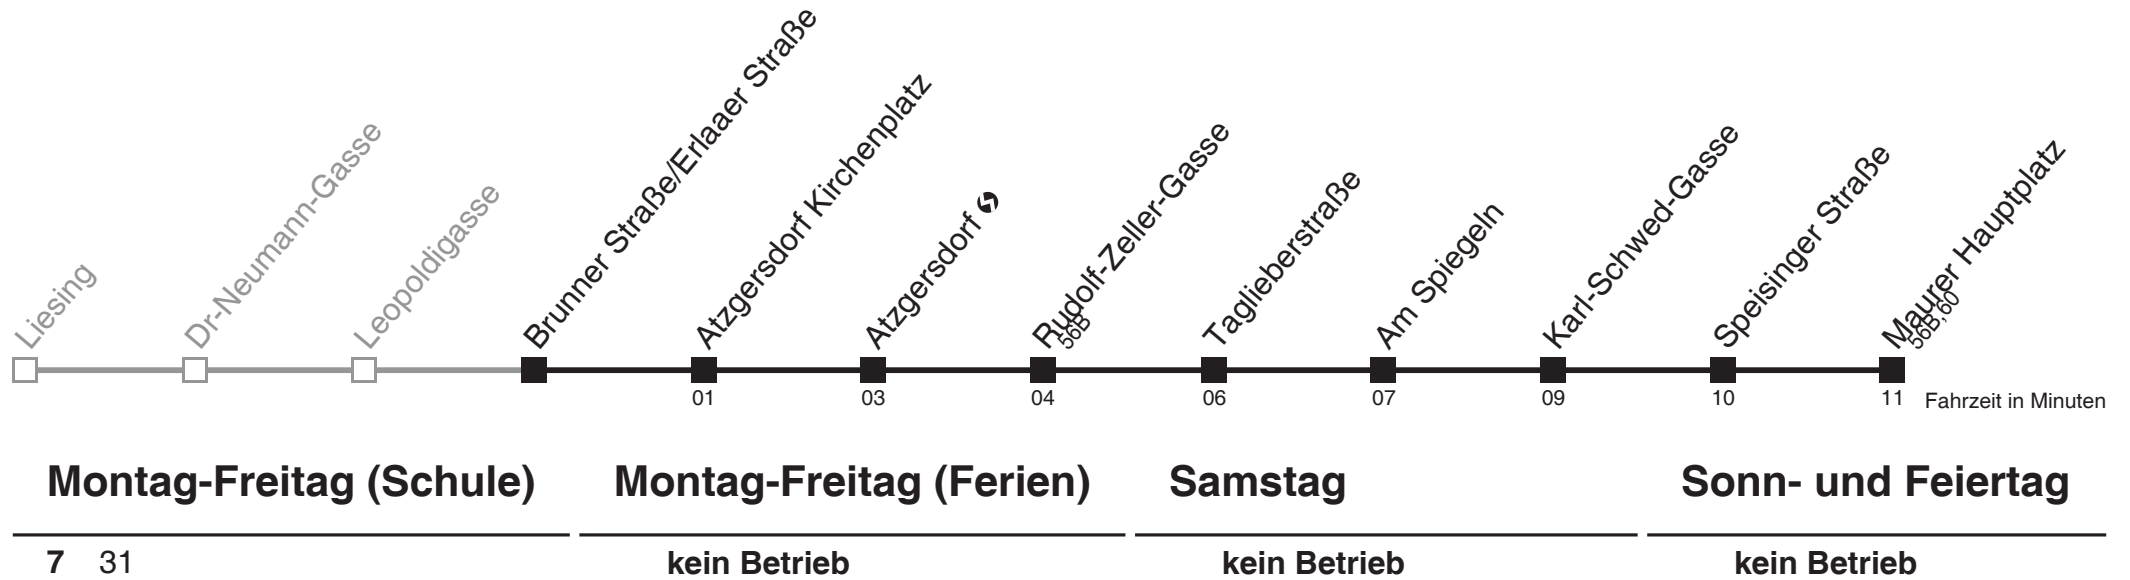 Liesing
Dr-Neumann-Gasse
Leopoldigasse
Brunner Straße/Erlaaer Straße
Atzgersdorf Kirchenplatz
Atzgersdorf
Rudolf-Zeller-Gasse
56B
Taglieberstraße
Am Spiegeln
Karl-Schwed-Gasse
Speisinger Straße
Maurer Hauptplatz
56B,60
01 03 04 06 07 09 10 11 Fahrzeit in Minuten
Montag-Freitag (Schule) Montag-Freitag (Ferien) Samstag Sonn- und Feiertag
7 31 kein Betrieb kein Betrieb kein Betrieb